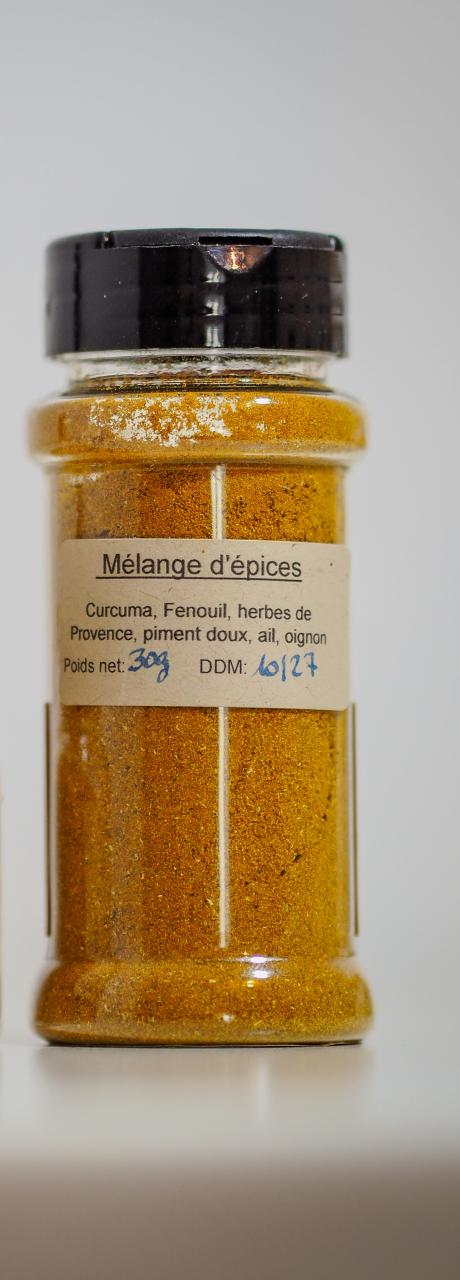 Mélange d'épices
Curcuma, Fenouil, herbes de
Provence, piment doux, ail, oignon
Poids net: 30g DDM: 10/27